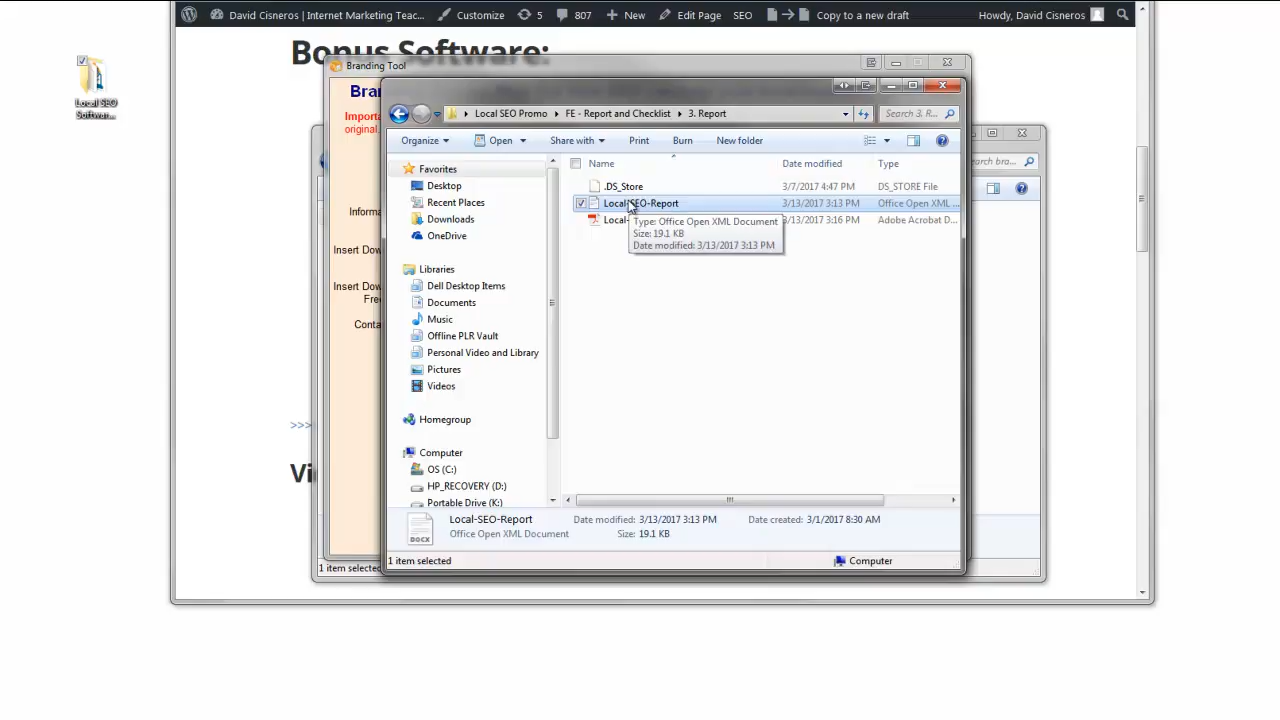 David Cisneros | Internet Marketing Teac... Customize 5 807 New Edit Page SEO Copy to a new draft Howdy, David Cisneros
Bonus Software:
Local SEO
Softwar...
Branding Tool
Bran
Importa
original.
Local SEO Promo FE - Report and Checklist 3. Report Search 3. R...
Search bra...
Organize Open Share with Print Burn New folder
Name Date modified Type
Favorites
Desktop
Recent Places
Downloads
OneDrive
.DS_Store 3/7/2017 4:47 PM DS_STORE File
Local-SEO-Report 3/13/2017 3:13 PM Office Open XML ...
Local- 3/13/2017 3:16 PM Adobe Acrobat D...
Type: Office Open XML Document
Size: 19.1 KB
Date modified: 3/13/2017 3:13 PM
Informa
Insert Dow
Insert Dow
Free
Conta
Libraries
Dell Desktop Items
Documents
Music
Offline PLR Vault
Personal Video and Library
Pictures
Videos
Homegroup
Computer
OS (C:)
HP_RECOVERY (D:)
Portable Drive (K:)
>>>
Vi
Local-SEO-Report Date modified: 3/13/2017 3:13 PM Date created: 3/1/2017 8:30 AM
Office Open XML Document Size: 19.1 KB
DOCX
1 item selected Computer
1 item selected